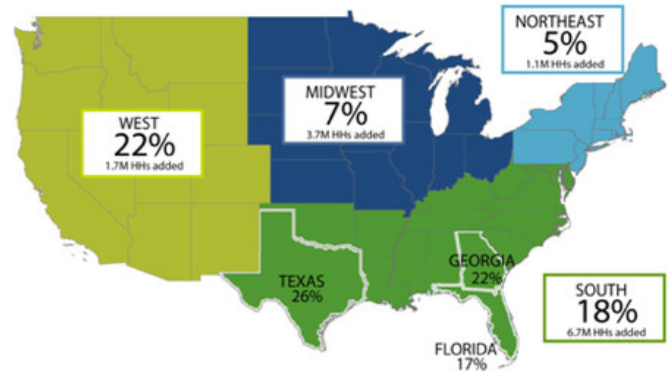 NORTHEAST
5%
1.1M HHs added
MIDWEST
7%
3.7M HHs added
WEST
22%
1.7M HHs added
GEORGIA
22%
TEXAS
26%
SOUTH
18%
6.7M HHs added
FLORIDA
17%